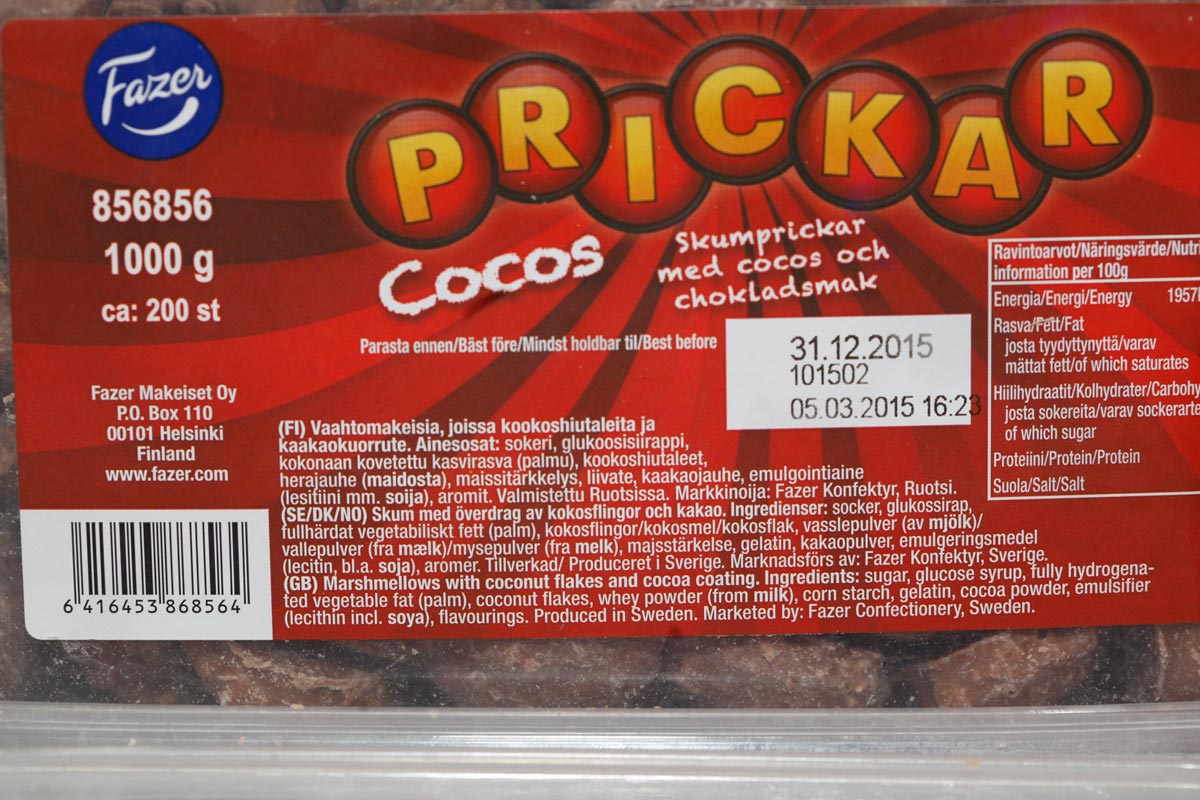 Fazer
PRICKAR
856856
1000 g
ca: 200 st
Cocos
Skumprickar
med cocos och
chokladsmak
Parasta ennen/Bäst före/Mindst holdbar til/Best before
31.12.2015
101502
05.03.2015 16:23
Ravintoarvot/Näringsvärde/Nutri
information per 100g
Energia/Energi/Energy 1957
Rasva/Fett/Fat
josta tyydyttynyttä/varav
mättat fett/of which saturates
Hiilihydraatit/Kolhydrater/Carbohy
josta sokereita/varav sockerarte
of which sugar
Proteiini/Protein/Protein
Suola/Salt/Salt
Fazer Makeiset Oy
P.O. Box 110
00101 Helsinki
Finland
www.fazer.com
(FI) Vaahtomakeisia, joissa kookoshiutaleita ja
kaakaokuorrute. Ainesosat: sokeri, glukoosisiirappi,
kokonaan kovetettu kasvirasva (palmu), kookoshiutaleet,
herajauhe (maidosta), maissitärkkelys, liivate, kaakaojauhe, emulgointiaine
(lesitiini mm. soija), aromit. Valmistettu Ruotsissa. Markkinoija: Fazer Konfektyr, Ruotsi.
(SE/DK/NO) Skum med överdrag av kokosflingor och kakao. Ingredienser: socker, glukossirap,
fullhärdat vegetabiliskt fett (palm), kokosflingor/kokosmel/kokosflak, vasslepulver (av mjölk)/
vallepulver (fra mælk)/mysepulver (fra melk), majsstärkelse, gelatin, kakaopulver, emulgeringsmedel
(lecitin, bl.a. soja), aromer. Tillverkad/ Produceret i Sverige. Marknadsförs av: Fazer Konfektyr, Sverige.
(GB) Marshmellows with coconut flakes and cocoa coating. Ingredients: sugar, glucose syrup, fully hydrogena-
ted vegetable fat (palm), coconut flakes, whey powder (from milk), corn starch, gelatin, cocoa powder, emulsifier
(lecithin incl. soya), flavourings. Produced in Sweden. Marketed by: Fazer Confectionery, Sweden.
6 416453 868564